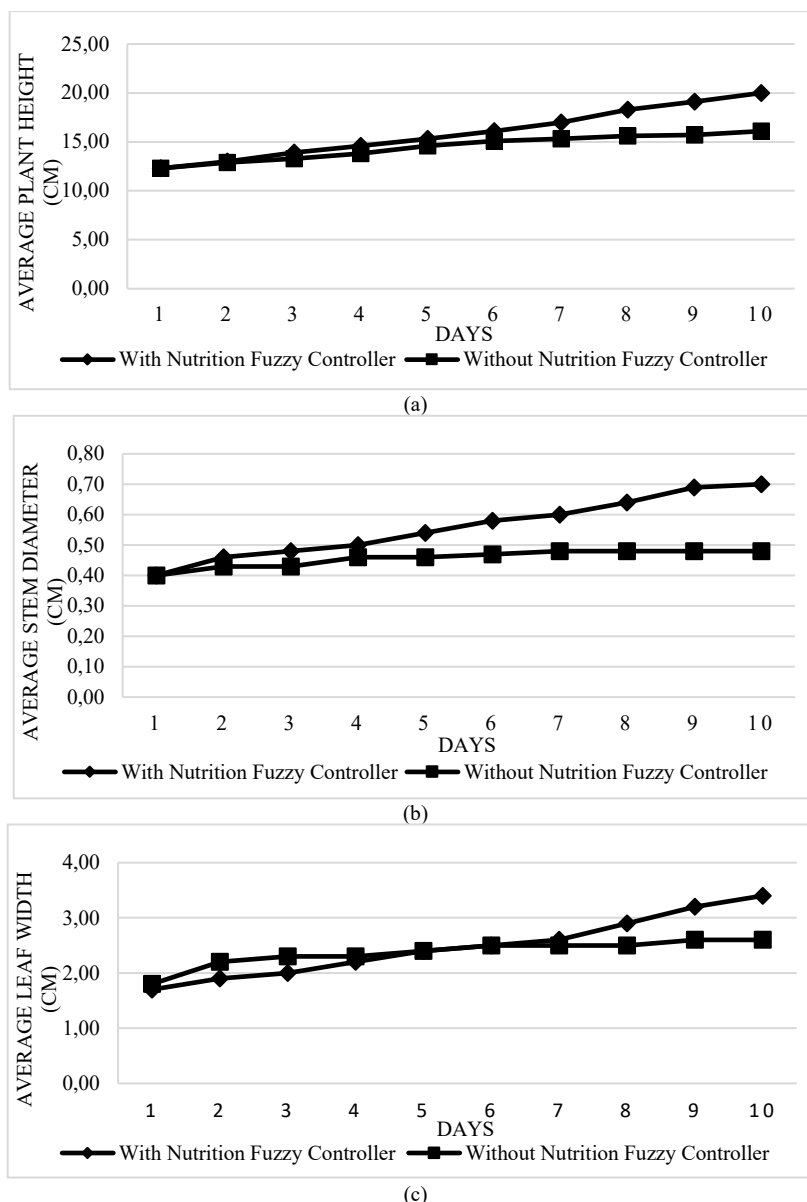 AVERAGE PLANT HEIGHT
(CM)
25,00
20,00
15,00
10,00
5,00
0,00
1 2 3 4 5 6 7 8 9 10
DAYS
With Nutrition Fuzzy Controller Without Nutrition Fuzzy Controller
(a)
AVERAGE STEM DIAMETER
(CM)
0,80
0,70
0,60
0,50
0,40
0,30
0,20
0,10
0,00
1 2 3 4 5 6 7 8 9 10
DAYS
With Nutrition Fuzzy Controller Without Nutrition Fuzzy Controller
(b)
AVERAGE LEAF WIDTH
(CM)
4,00
3,00
2,00
1,00
0,00
1 2 3 4 5 6 7 8 9 10
DAYS
With Nutrition Fuzzy Controller Without Nutrition Fuzzy Controller
(c)